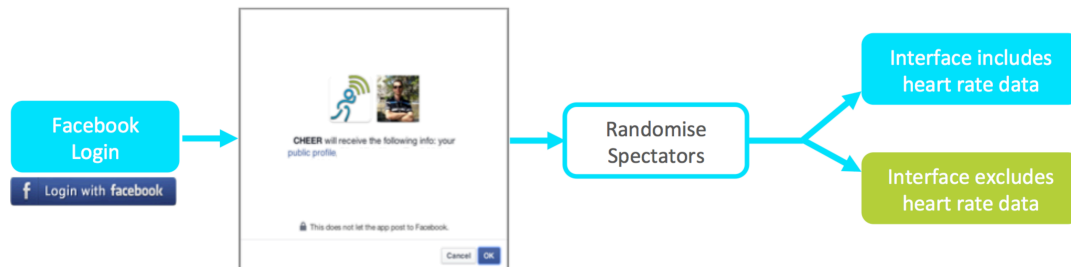 Facebook
Login
f Login with facebook
CHEER will receive the following info: your
public profile.
This does not let the app post to Facebook.
Cancel OK
Randomise
Spectators
Interface includes
heart rate data
Interface excludes
heart rate data